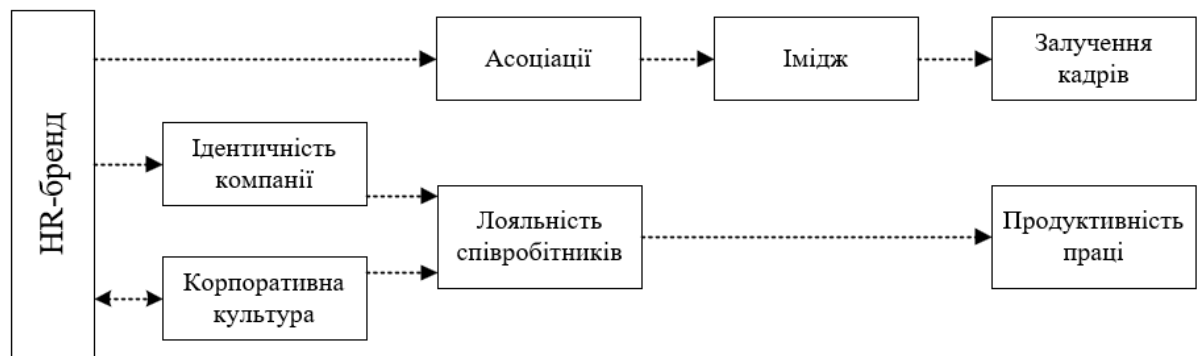 HR-бренд
Асоціації
Імідж
Залучення
кадрів
Ідентичність
компанії
Лояльність
співробітників
Продуктивність
праці
Корпоративна
культура